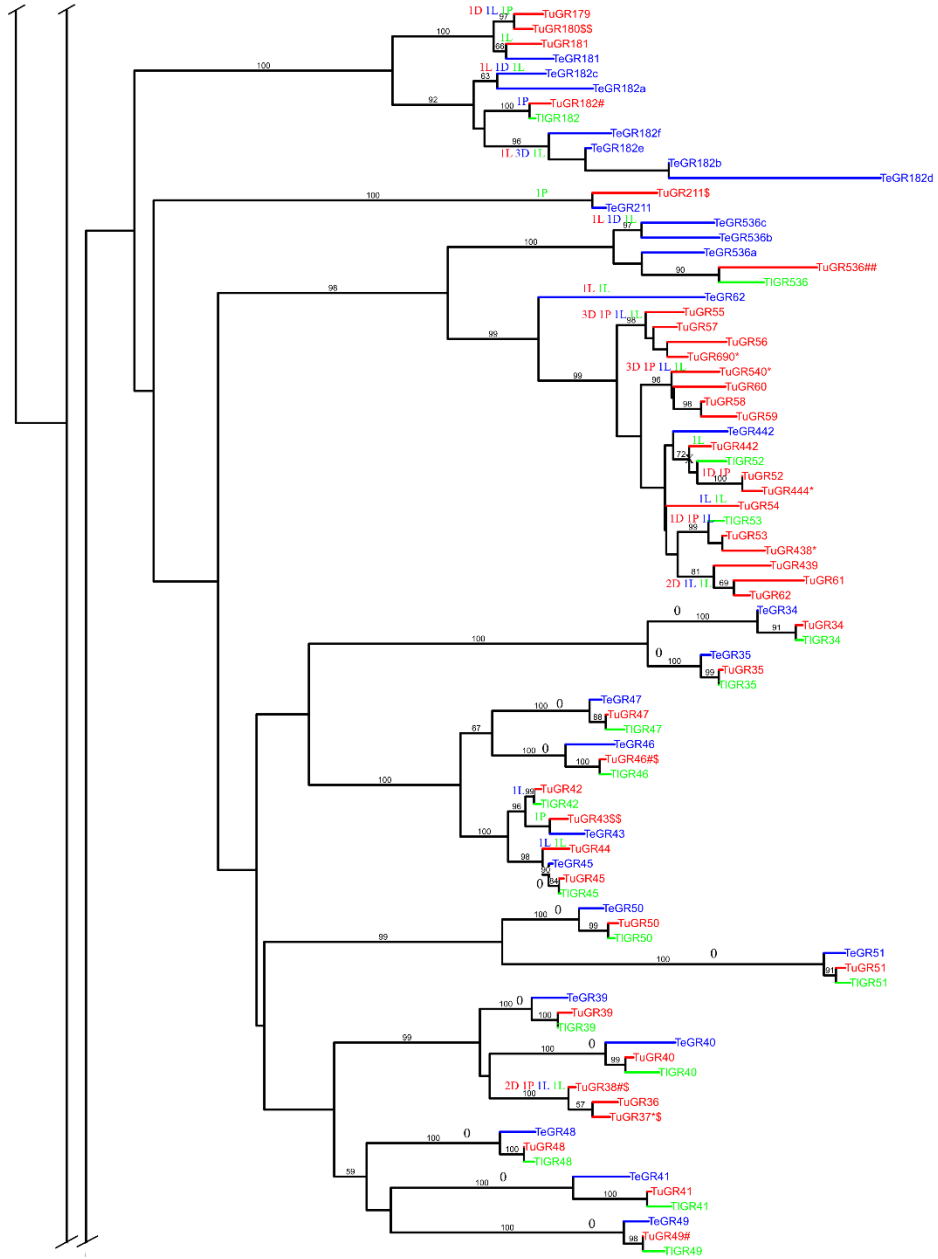 1D 1L 1P
97 TuGR179
100 TuGR180$$
1L
66 TuGR181
TeGR181
100
1L 1D 1L
63 TeGR182c
TeGR182a
92
1P
100 TuGR182#
TlGR182
96 TeGR182f
1L 3D 1L
TeGR182e
TeGR182b
TeGR182d
100 1P TuGR211$
TeGR211
1L 1D 1L
97 TeGR536c
TeGR536b
100
TeGR536a
90 TuGR536##
TlGR536
98
1L 1L
TeGR62
99
3D 1P 1L 1L
98 TuGR55
TuGR57
TuGR56
TuGR690*
99
3D 1P 1L 1L
96 TuGR540*
TuGR60
98 TuGR58
TuGR59
TeGR442
1L
72 TuGR442
TlGR52
1D 1P
100 TuGR52
TuGR444*
1L 1L
TuGR54
1D 1P 1L
99 TlGR53
TuGR53
TuGR438*
81 TuGR439
2D 1L 1L
69 TuGR61
TuGR62
0
100 TeGR34
91 TuGR34
TlGR34
100
0
100 TeGR35
99 TuGR35
TlGR35
100 0 TeGR47
88 TuGR47
TlGR47
67
100 0 TeGR46
100 TuGR46#$
TlGR46
100
1L
99 TuGR42
96 TlGR42
1P TuGR43$$
TeGR43
100
1L 1L
98 TuGR44
90 TeGR45
0 84 TuGR45
TlGR45
100 0 TeGR50
99 TuGR50
TlGR50
99
0
100 TeGR51
91 TuGR51
TlGR51
100 0 TeGR39
100 TuGR39
TlGR39
99
100 0 TeGR40
99 TuGR40
TlGR40
2D 1P 1L 1L
100 TuGR38#$
57 TuGR36
TuGR37*$
100 0 TeGR48
100 TuGR48
TlGR48
59
100 0 TeGR41
100 TuGR41
TlGR41
100 0 TeGR49
98 TuGR49#
TlGR49